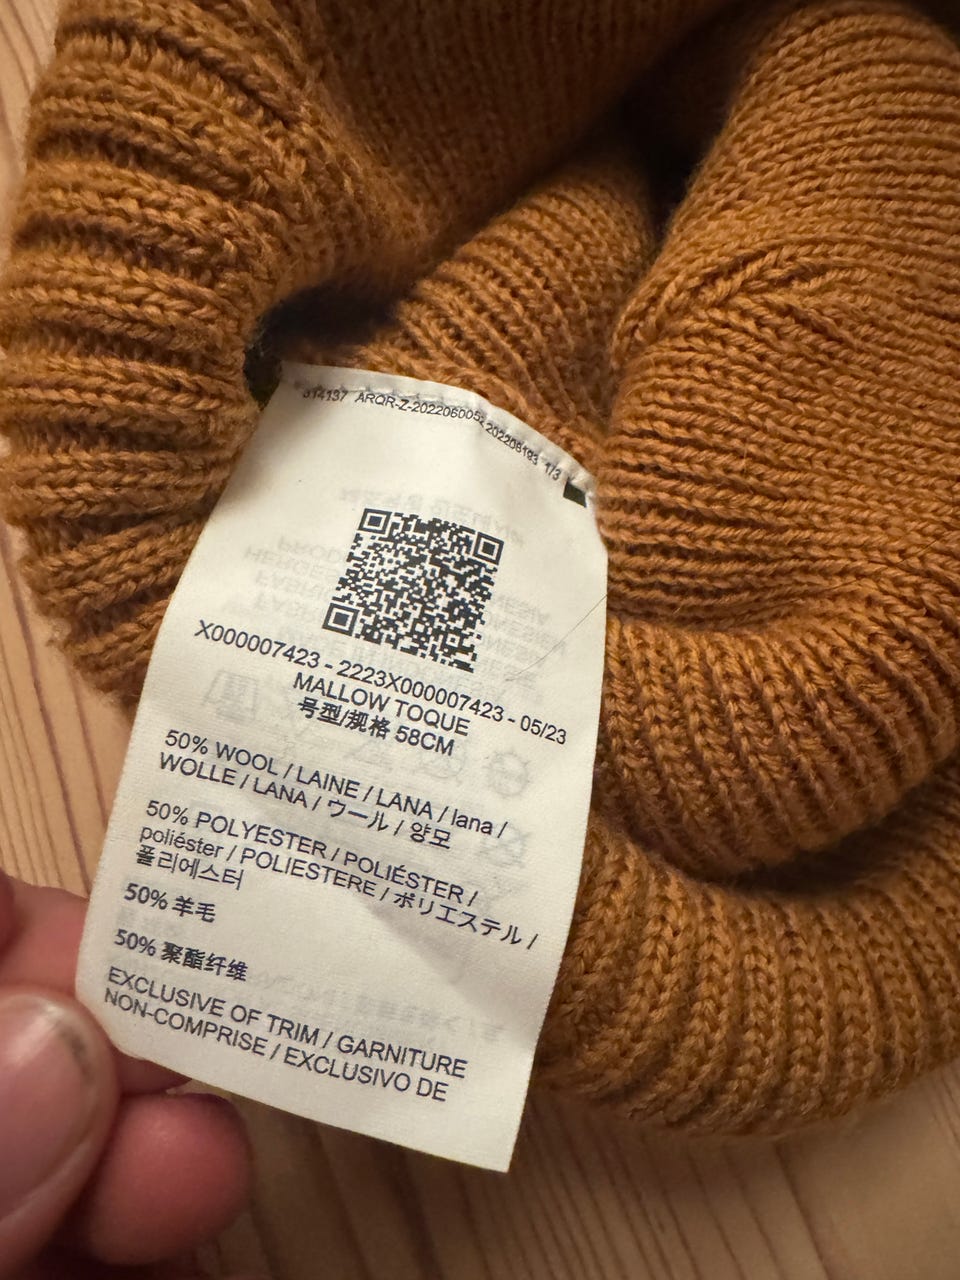 ARQR-Z-202206005 202208193 1/3
X000007423 - 2223X000007423 - 05/23
MALLOW TOQUE
号型/规格 58CM
50% WOOL / LAINE / LANA / lana /
WOLLE / LANA / ウール / 양모
50% POLYESTER / POLIÉSTER /
poliéster / POLIESTERE / ポリエステル /
폴리에스터
50% 羊毛
50% 聚酯纤维
EXCLUSIVE OF TRIM / GARNITURE
NON-COMPRISE / EXCLUSIVO DE